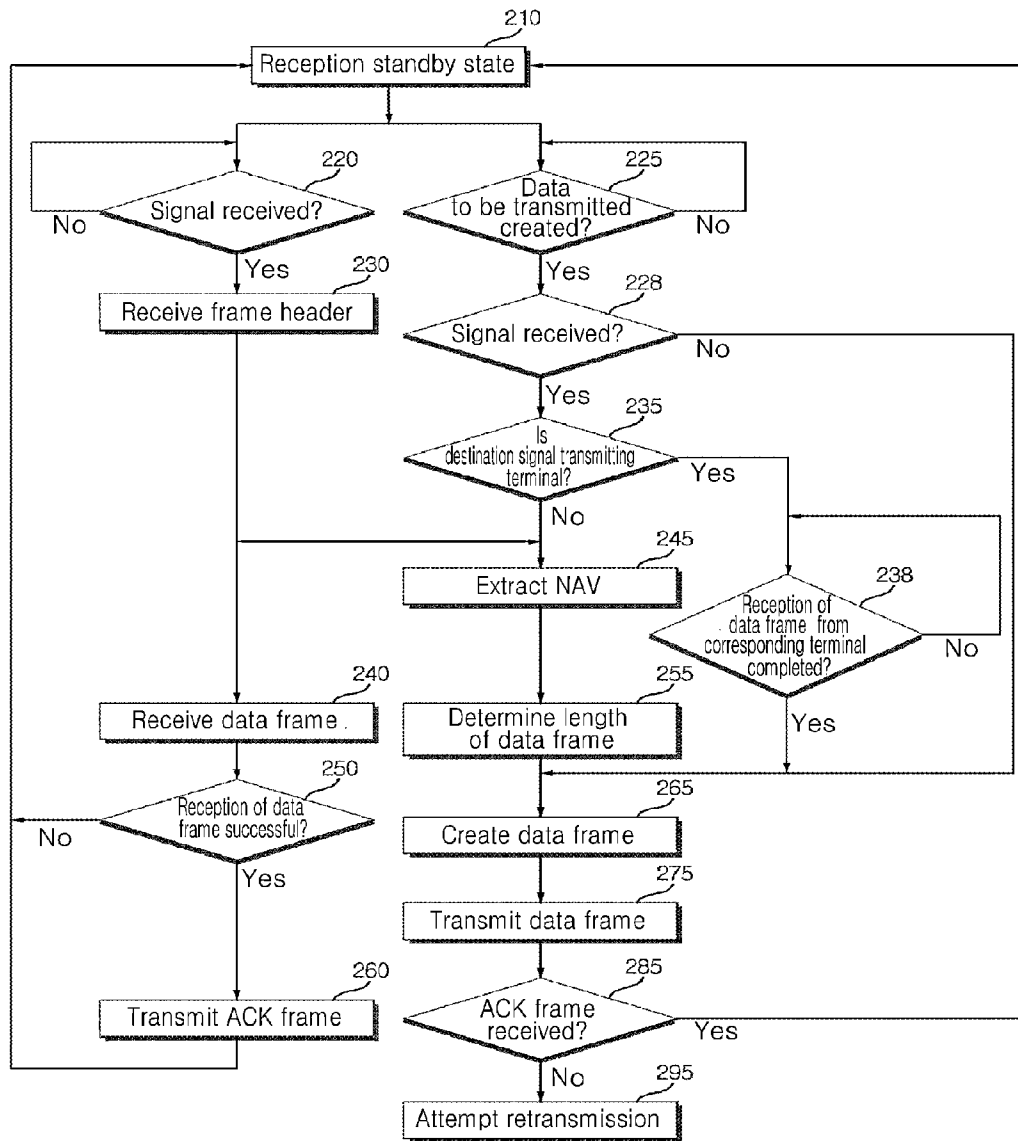 210
Reception standby state
220
Signal received?
No
Yes
225
Data
to be transmitted
created?
No
Yes
230
Receive frame header
228
Signal received?
No
Yes
235
Is
destination signal transmitting
terminal?
Yes
No
245
Extract NAV
238
Reception of
data frame from
corresponding terminal
completed?
No
Yes
240
Receive data frame
255
Determine length
of data frame
250
Reception of data
frame successful?
No
Yes
265
Create data frame
275
Transmit data frame
260
Transmit ACK frame
285
ACK frame
received?
Yes
No
295
Attempt retransmission